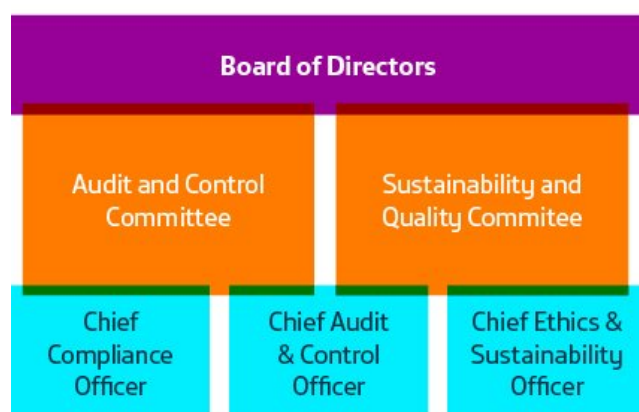 Board of Directors
Audit and Control
Committee
Sustainability and
Quality Commitee
Chief
Compliance
Officer
Chief Audit
& Control
Officer
Chief Ethics &
Sustainability
Officer